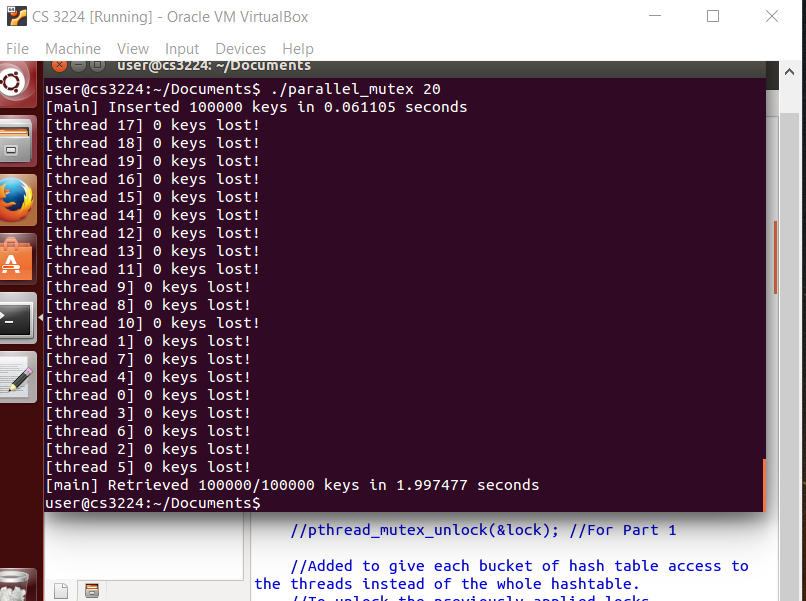 CS 3224 [Running] - Oracle VM VirtualBox
File Machine View Input Devices Help
user@cs3224: ~/Documents
user@cs3224:~/Documents$ ./parallel_mutex 20
[main] Inserted 100000 keys in 0.061105 seconds
[thread 17] 0 keys lost!
[thread 18] 0 keys lost!
[thread 19] 0 keys lost!
[thread 16] 0 keys lost!
[thread 15] 0 keys lost!
[thread 14] 0 keys lost!
[thread 12] 0 keys lost!
[thread 13] 0 keys lost!
[thread 11] 0 keys lost!
[thread 9] 0 keys lost!
[thread 8] 0 keys lost!
[thread 10] 0 keys lost!
[thread 1] 0 keys lost!
[thread 7] 0 keys lost!
[thread 4] 0 keys lost!
[thread 0] 0 keys lost!
[thread 3] 0 keys lost!
[thread 6] 0 keys lost!
[thread 2] 0 keys lost!
[thread 5] 0 keys lost!
[main] Retrieved 100000/100000 keys in 1.997477 seconds
user@cs3224:~/Documents$
//pthread_mutex_unlock(&lock); //For Part 1
//Added to give each bucket of hash table access to
the threads instead of the whole hashtable.
//To unlock the previously applied locks